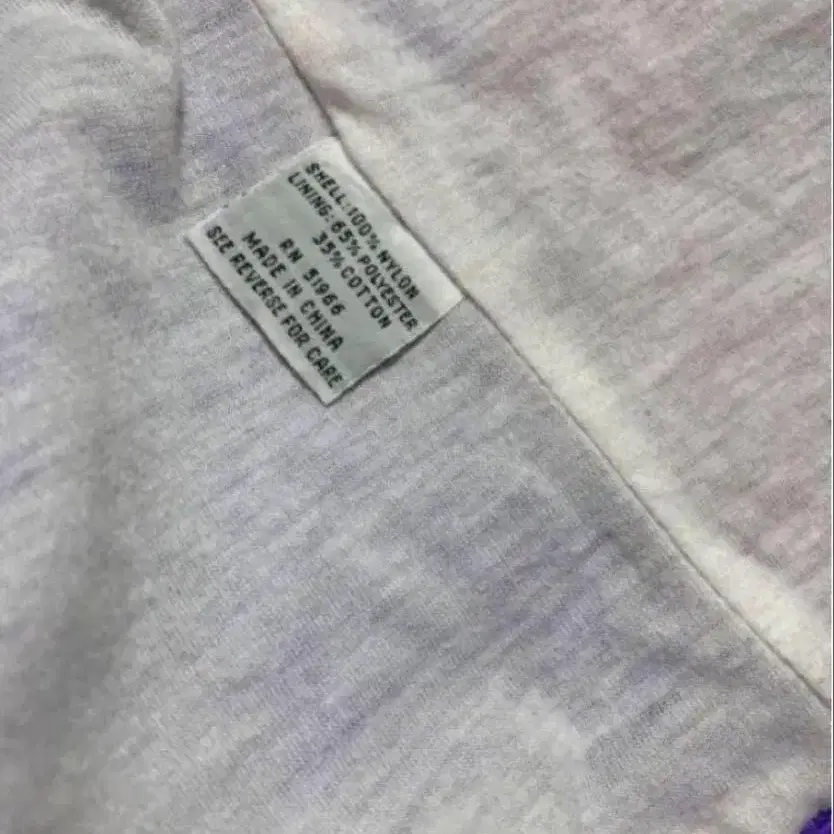 SHELL:100% NYLON
LINING:65% POLYESTER
35% COTTON
RN 51966
MADE IN CHINA
SEE REVERSE FOR CARE